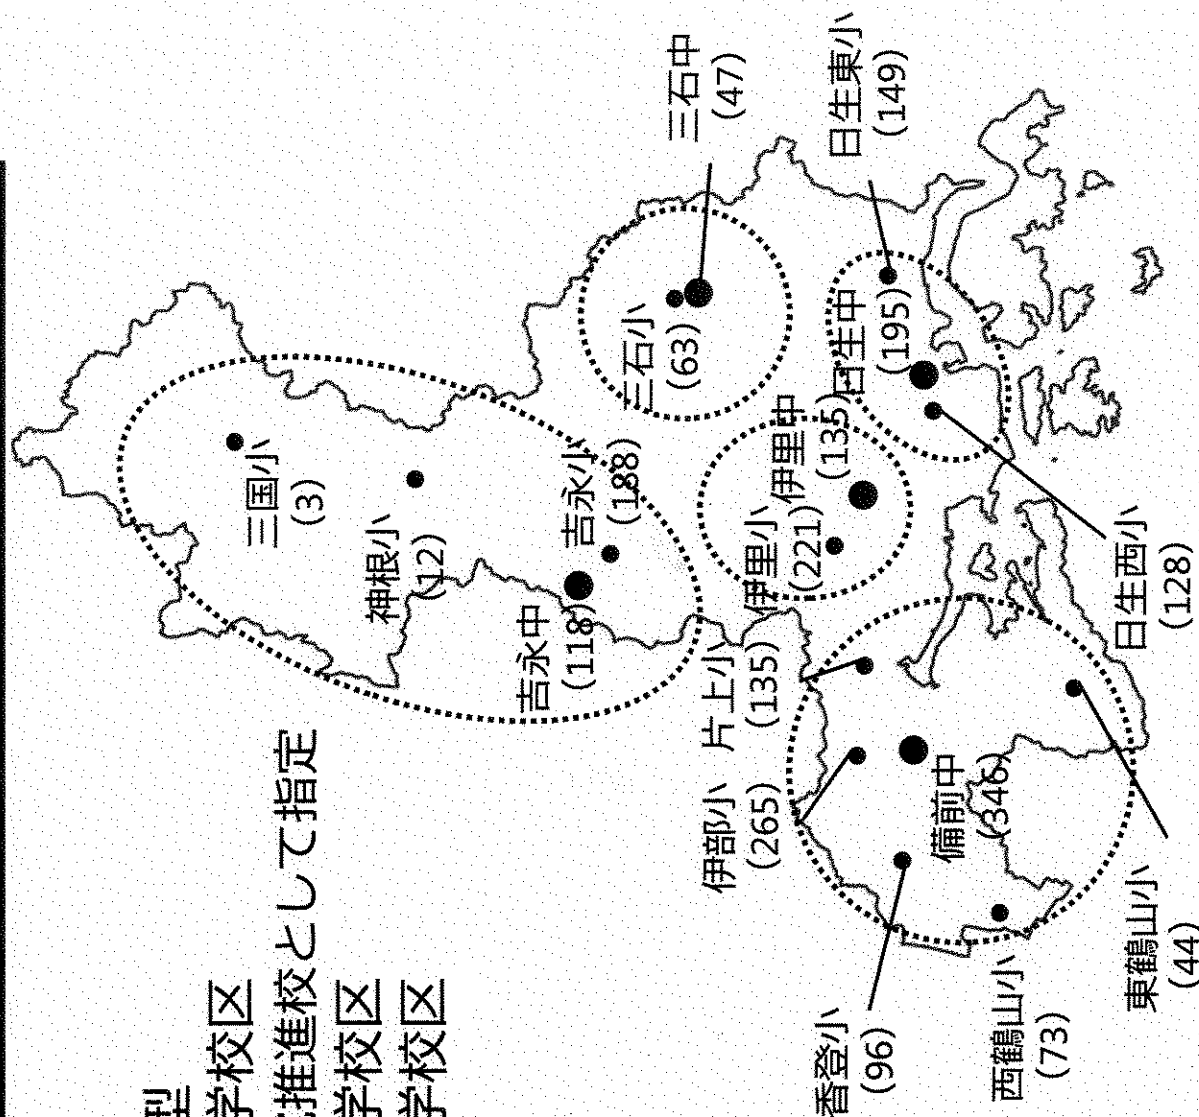 型
学校区
推進校として指定
学校区
学校区
三国小
(3)
神根小
(12)
吉永小
(188)
吉永中
(118)
三石小
(63)
三石中
(47)
日生東小
(149)
日生中
(195)
日生西小
(128)
伊里中
(135)
伊里小
(221)
片上小
(135)
伊部小
(265)
備前中
(346)
香登小
(96)
西鶴山小
(73)
東鶴山小
(44)